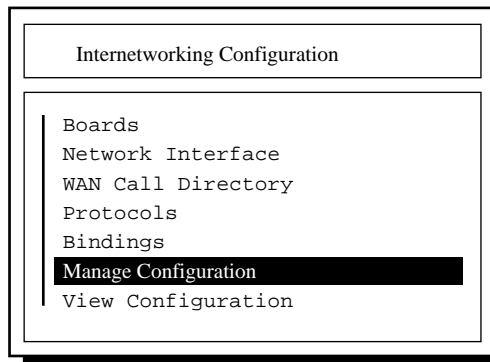 Internetworking Configuration
Boards
Network Interface
WAN Call Directory
Protocols
Bindings
Manage Configuration
View Configuration